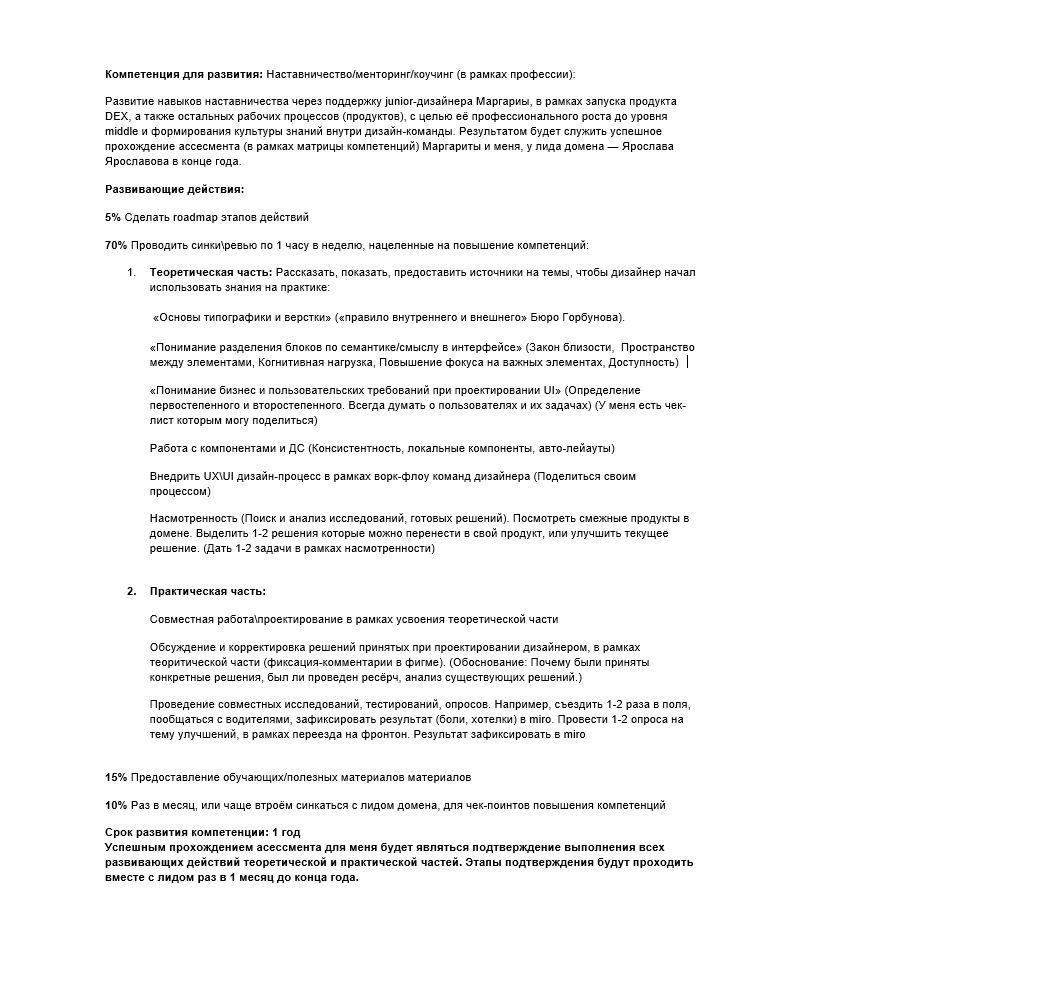 Компетенция для развития: Наставничество/менторинг/коучинг (в рамках профессии):
Развитие навыков наставничества через поддержку junior-дизайнера Маргариы, в рамках запуска продукта
DEX, а также остальных рабочих процессов (продуктов), с целью её профессионального роста до уровня
middle и формирования культуры знаний внутри дизайн-команды. Результатом будет служить успешное
прохождение ассесмента (в рамках матрицы компетенций) Маргариты и меня, у лида домена — Ярослава
Ярославова в конце года.
Развивающие действия:
5% Сделать roadmap этапов действий
70% Проводить синки\ревью по 1 часу в неделю, нацеленные на повышение компетенций:
1. Теоретическая часть: Рассказать, показать, предоставить источники на темы, чтобы дизайнер начал
использовать знания на практике:
«Основы типографики и верстки» («правило внутреннего и внешнего» Бюро Горбунова).
«Понимание разделения блоков по семантике/смыслу в интерфейсе» (Закон близости, Пространство
между элементами, Когнитивная нагрузка, Повышение фокуса на важных элементах, Доступность)
«Понимание бизнес и пользовательских требований при проектировании UI» (Определение
первостепенного и второстепенного. Всегда думать о пользователях и их задачах) (У меня есть чек-
лист которым могу поделиться)
Работа с компонентами и ДС (Консистентность, локальные компоненты, авто-лейауты)
Внедрить UX\UI дизайн-процесс в рамках ворк-флоу команд дизайнера (Поделиться своим
процессом)
Насмотренность (Поиск и анализ исследований, готовых решений). Посмотреть смежные продукты в
домене. Выделить 1-2 решения которые можно перенести в свой продукт, или улучшить текущее
решение. (Дать 1-2 задачи в рамках насмотренности)
2. Практическая часть:
Совместная работа\проектирование в рамках усвоения теоретической части
Обсуждение и корректировка решений принятых при проектировании дизайнером, в рамках
теоритической части (фиксация-комментарии в фигме). (Обоснование: Почему были приняты
конкретные решения, был ли проведен ресёрч, анализ существующих решений.)
Проведение совместных исследований, тестирований, опросов. Например, съездить 1-2 раза в поля,
пообщаться с водителями, зафиксировать результат (боли, хотелки) в miro. Провести 1-2 опроса на
тему улучшений, в рамках переезда на фронтон. Результат зафиксировать в miro
15% Предоставление обучающих/полезных материалов материалов
10% Раз в месяц, или чаще втроём синкаться с лидом домена, для чек-поинтов повышения компетенций
Срок развития компетенции: 1 год
Успешным прохождением асессмента для меня будет являться подтверждение выполнения всех
развивающих действий теоретической и практической частей. Этапы подтверждения будут проходить
вместе с лидом раз в 1 месяц до конца года.